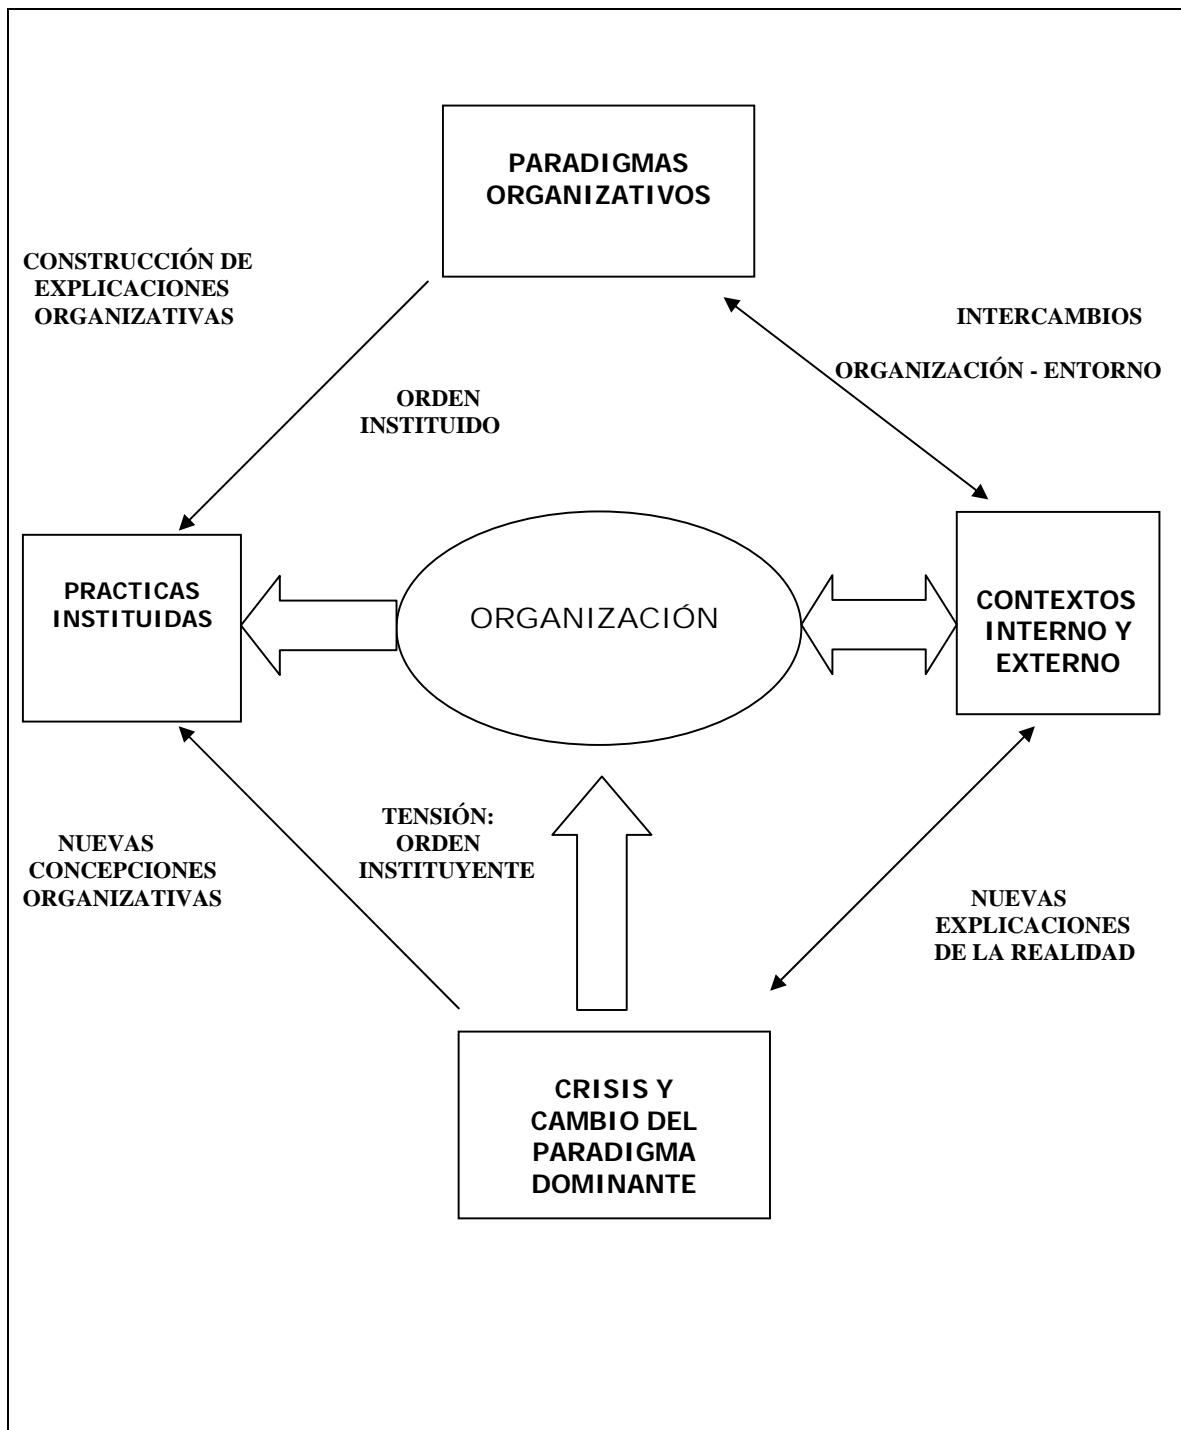 PARADIGMAS
ORGANIZATIVOS
CONSTRUCCIÓN DE
EXPLICACIONES
ORGANIZATIVAS
INTERCAMBIOS
ORGANIZACIÓN - ENTORNO
ORDEN
INSTITUIDO
PRACTICAS
INSTITUIDAS
ORGANIZACIÓN
CONTEXTOS
INTERNO Y
EXTERNO
TENSIÓN:
ORDEN
INSTITUYENTE
NUEVAS
CONCEPCIONES
ORGANIZATIVAS
NUEVAS
EXPLICACIONES
DE LA REALIDAD
CRISIS Y
CAMBIO DEL
PARADIGMA
DOMINANTE